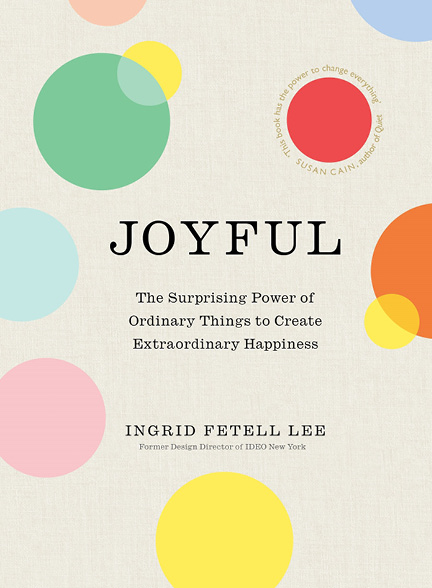 "This book has the power to change everything"
SUSAN CAIN, author of Quiet
JOYFUL
The Surprising Power of
Ordinary Things to Create
Extraordinary Happiness
INGRID FETELL LEE
Former Design Director of IDEO New York